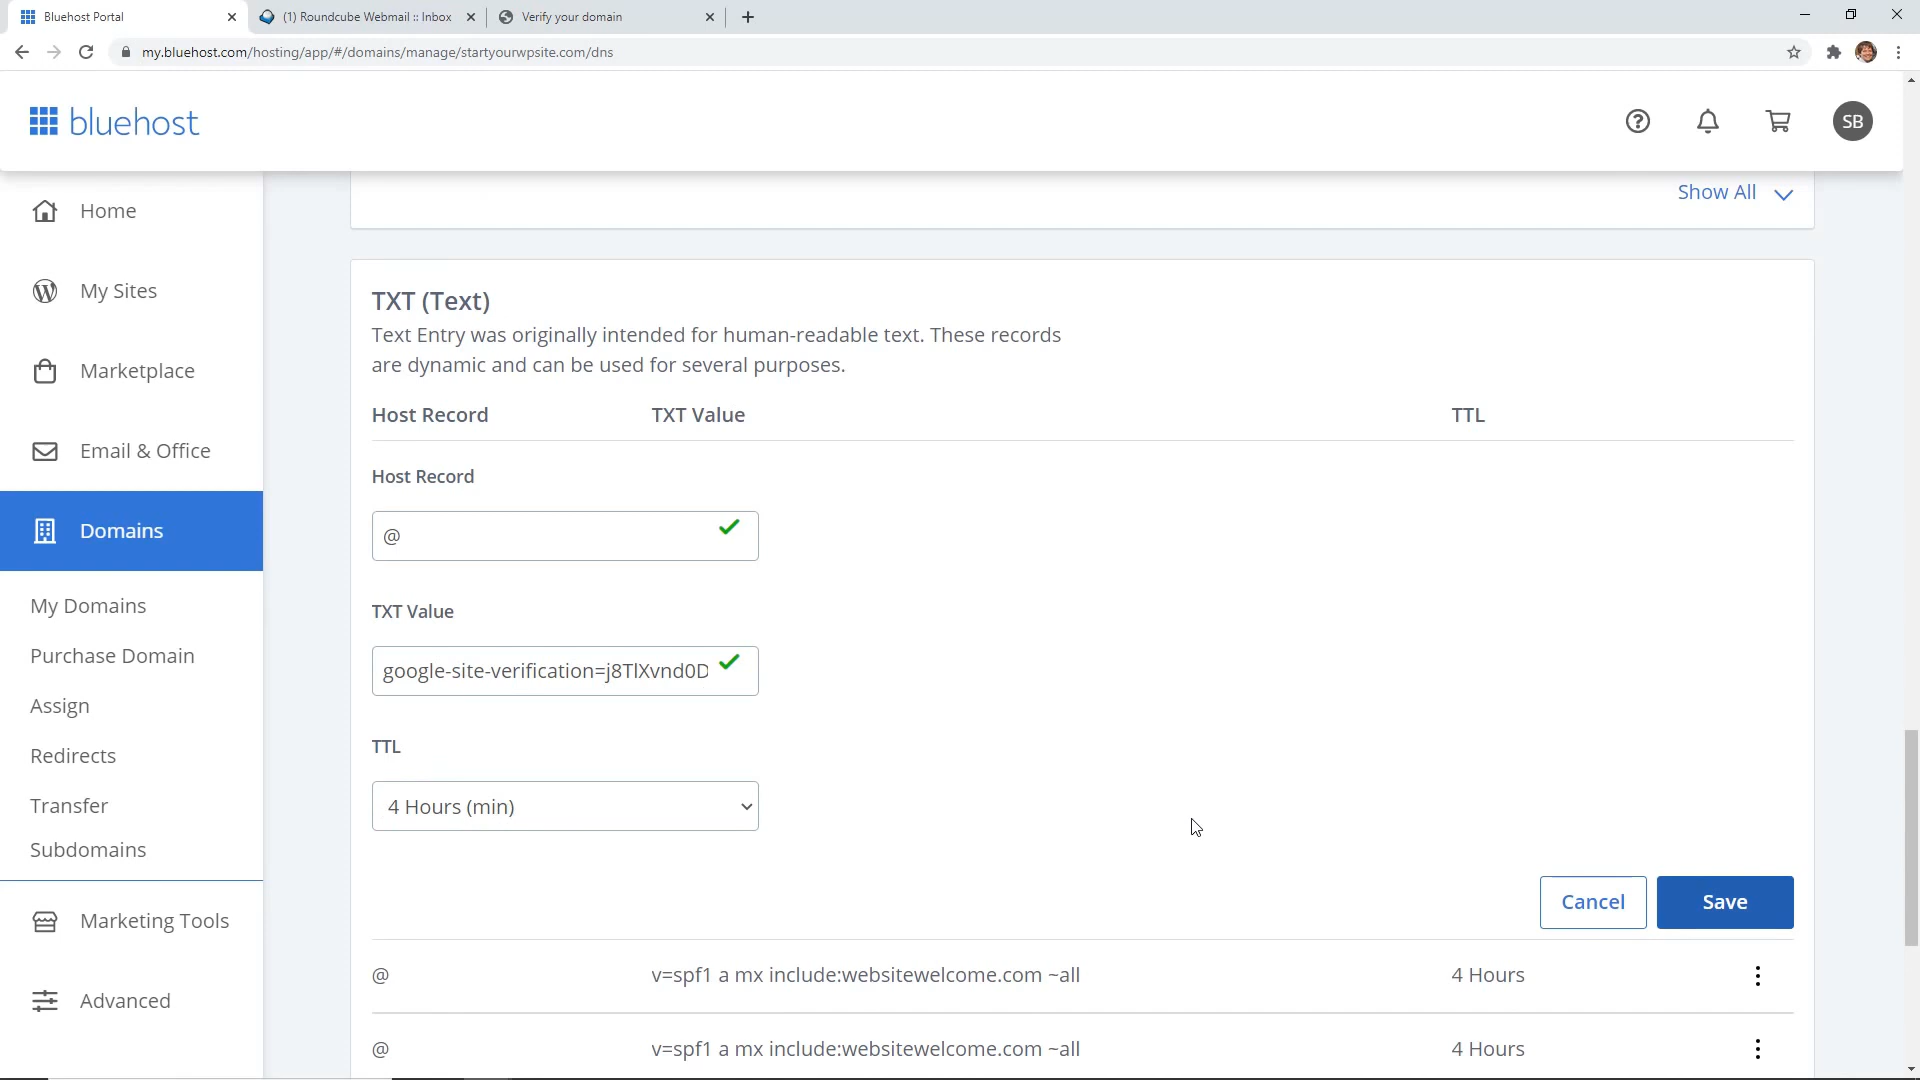 Bluehost Portal
(1) Roundcube Webmail :: Inbox
Verify your domain
my.bluehost.com/hosting/app/#/domains/manage/startyourwpsite.com/dns
bluehost
SB
Home
My Sites
Marketplace
Email & Office
Domains
My Domains
Purchase Domain
Assign
Redirects
Transfer
Subdomains
Marketing Tools
Advanced
Show All
TXT (Text)
Text Entry was originally intended for human-readable text. These records
are dynamic and can be used for several purposes.
Host Record TXT Value TTL
Host Record
@
TXT Value
google-site-verification=j8TlXvnd0D
TTL
4 Hours (min)
Cancel Save
@ v=spf1 a mx include:websitewelcome.com ~all 4 Hours
@ v=spf1 a mx include:websitewelcome.com ~all 4 Hours